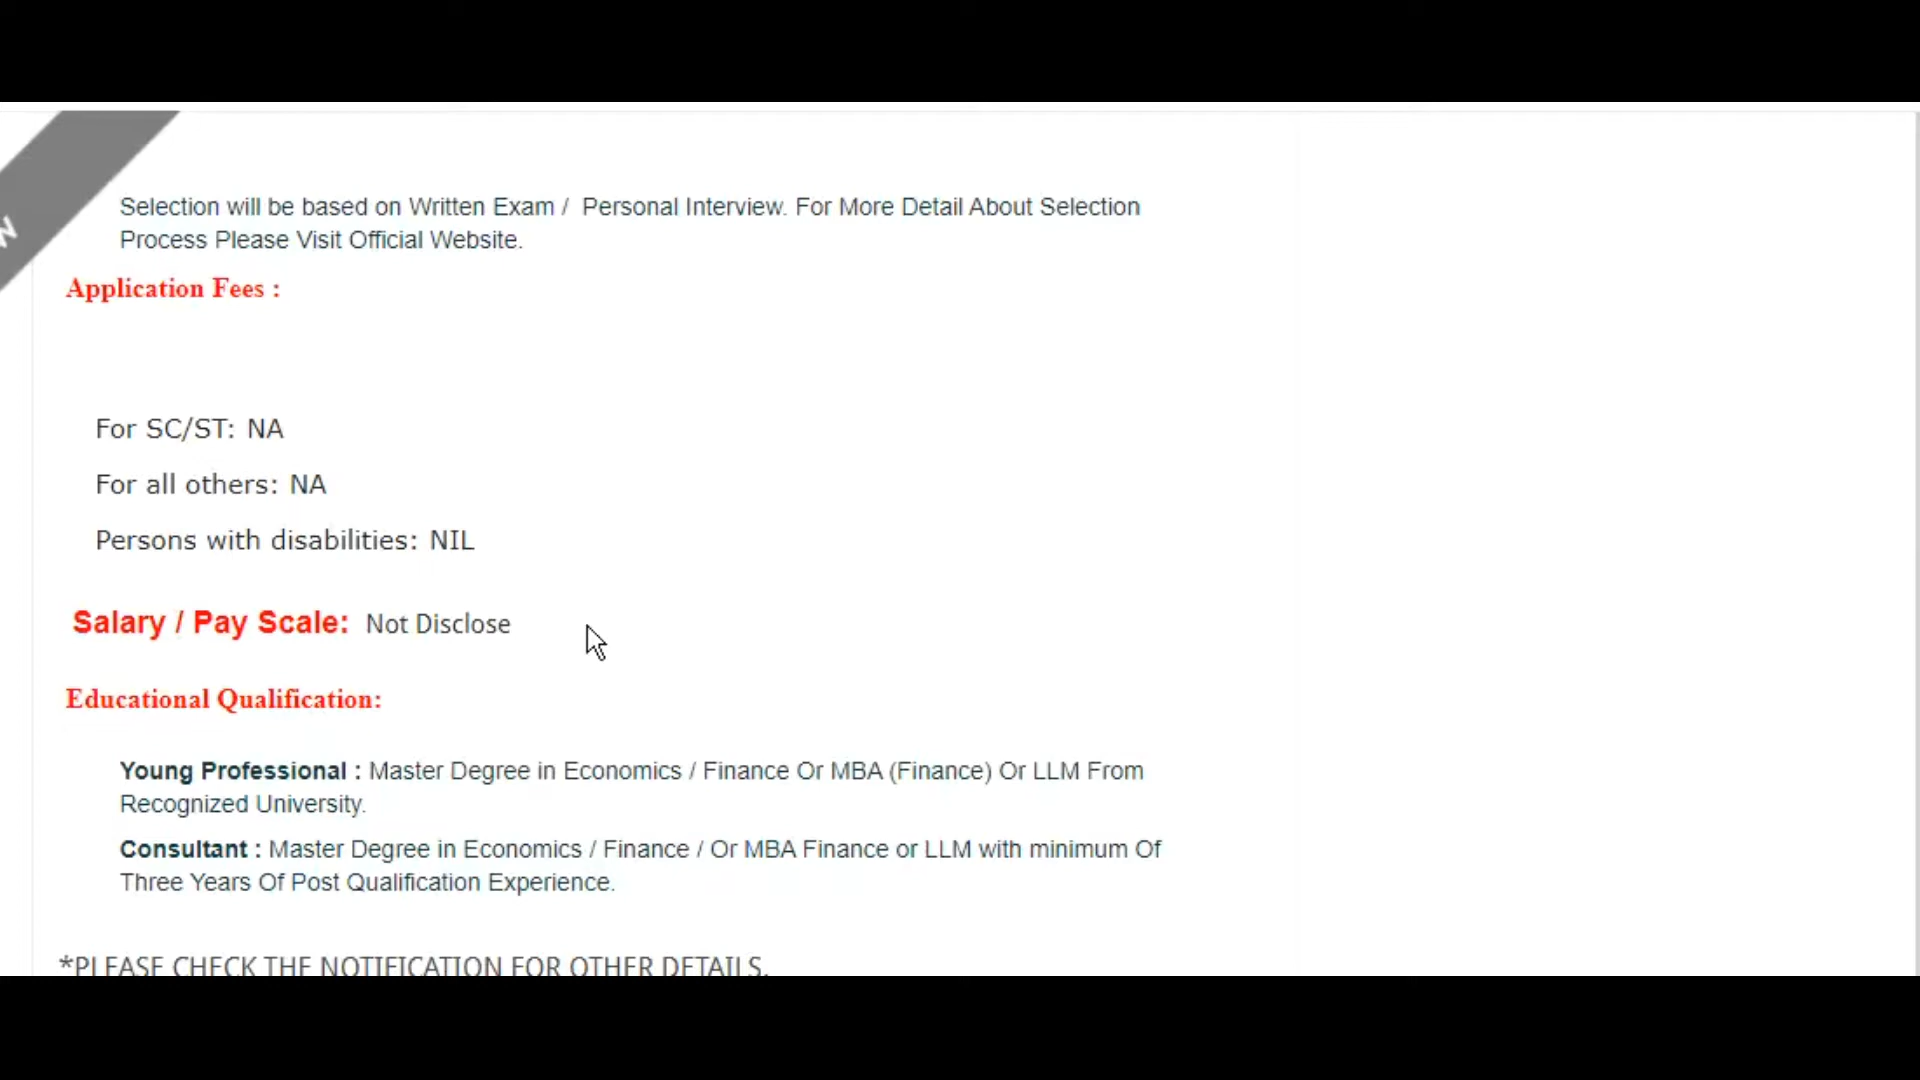 Selection will be based on Written Exam / Personal Interview. For More Detail About Selection
Process Please Visit Official Website.
Application Fees :
For SC/ST: NA
For all others: NA
Persons with disabilities: NIL
Salary / Pay Scale: Not Disclose
Educational Qualification:
Young Professional : Master Degree in Economics / Finance Or MBA (Finance) Or LLM From
Recognized University.
Consultant : Master Degree in Economics / Finance / Or MBA Finance or LLM with minimum Of
Three Years Of Post Qualification Experience.
*PLEASE CHECK THE NOTIFICATION FOR OTHER DETAILS.